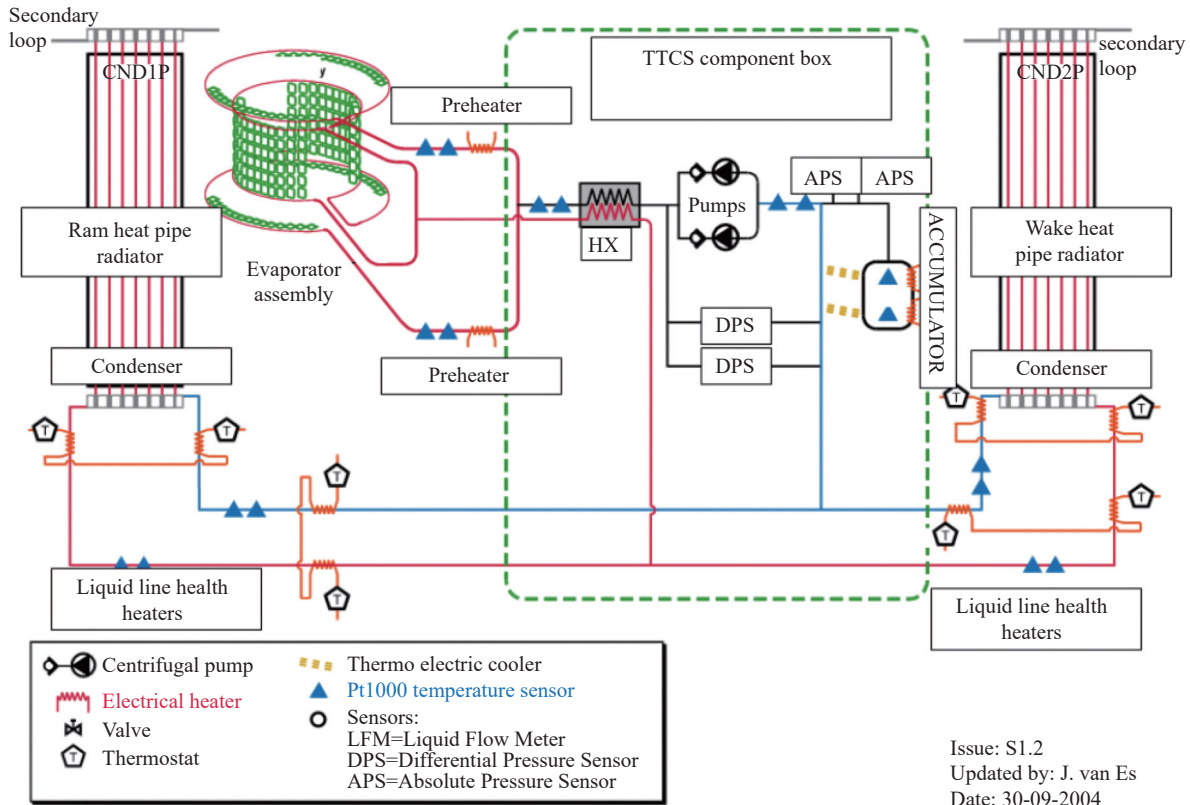 Secondary
loop
CND1P
y
Preheater
TTCS component box
CND2P
secondary
loop
APS
APS
Pumps
HX
ACCUMULATOR
Ram heat pipe
radiator
Wake heat
pipe radiator
Evaporator
assembly
DPS
DPS
Condenser
Preheater
Condenser
T
T
T
T
T
T
T
T
Liquid line health
heaters
Liquid line health
heaters
Centrifugal pump
Electrical heater
Valve
T
Thermostat
Thermo electric cooler
Pt1000 temperature sensor
Sensors:
LFM=Liquid Flow Meter
DPS=Differential Pressure Sensor
APS=Absolute Pressure Sensor
Issue: S1.2
Updated by: J. van Es
Date: 30-09-2004